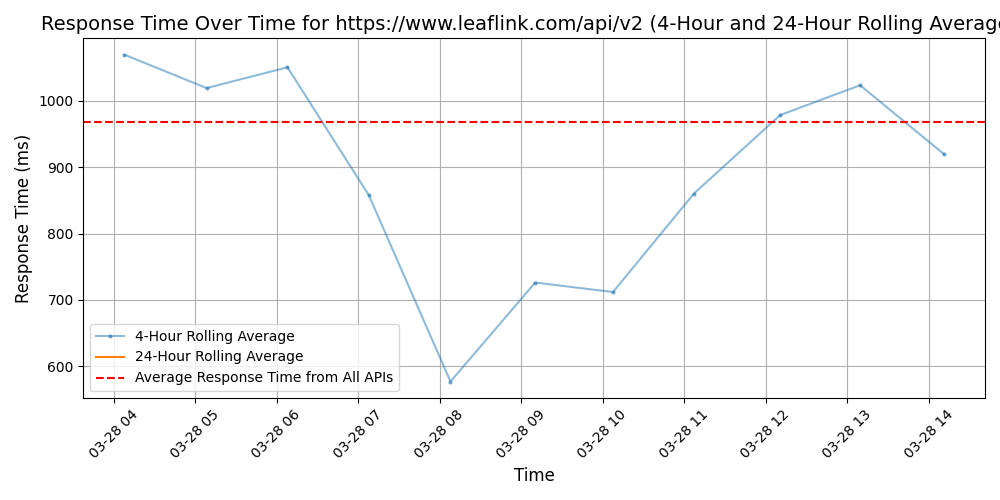 Response Time Over Time for https://www.leaflink.com/api/v2 (4-Hour and 24-Hour Rolling Average
Response Time (ms)
1000
900
800
700
600
4-Hour Rolling Average
24-Hour Rolling Average
Average Response Time from All APIs
03-28 04
03-28 05
03-28 06
03-28 07
03-28 08
03-28 09
03-28 10
03-28 11
03-28 12
03-28 13
03-28 14
Time